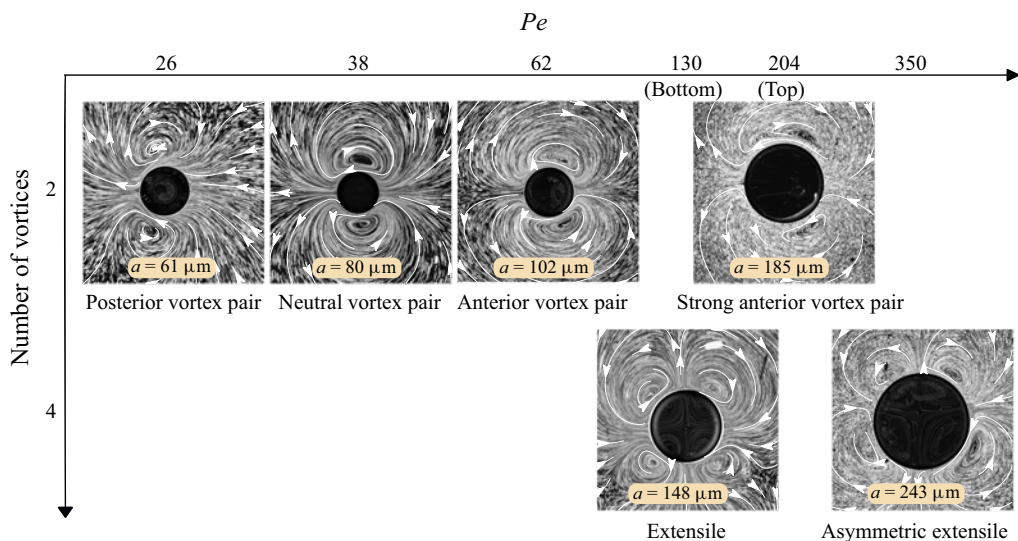 Pe
26 38 62 130 204 350
(Bottom) (Top)
Number of vortices
2
a = 61 μm a = 80 μm a = 102 μm a = 185 μm
Posterior vortex pair Neutral vortex pair Anterior vortex pair Strong anterior vortex pair
4
a = 148 μm a = 243 μm
Extensile Asymmetric extensile